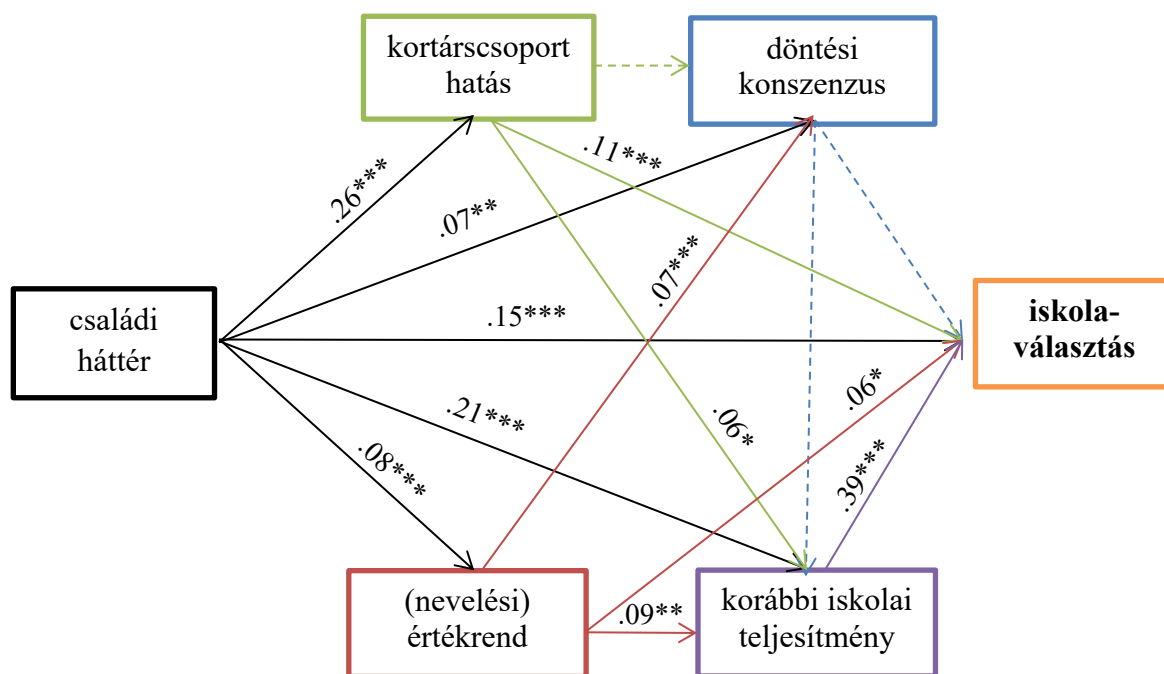 kortárscsoport
hatás
döntési
konszenzus
.11***
.26***
.07**
.07***
családi
háttér
.15***
iskola-
választás
.06*
.21***
.06*
.08***
.39***
(nevelési)
értékrend
.09**
korábbi iskolai
teljesítmény